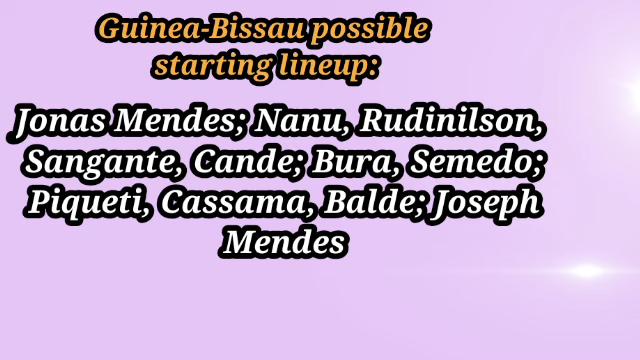 Guinea-Bissau possible
starting lineup:
Jonas Mendes; Nanu, Rudinilson,
Sangante, Cande; Bura, Semedo;
Piqueti, Cassama, Balde; Joseph
Mendes